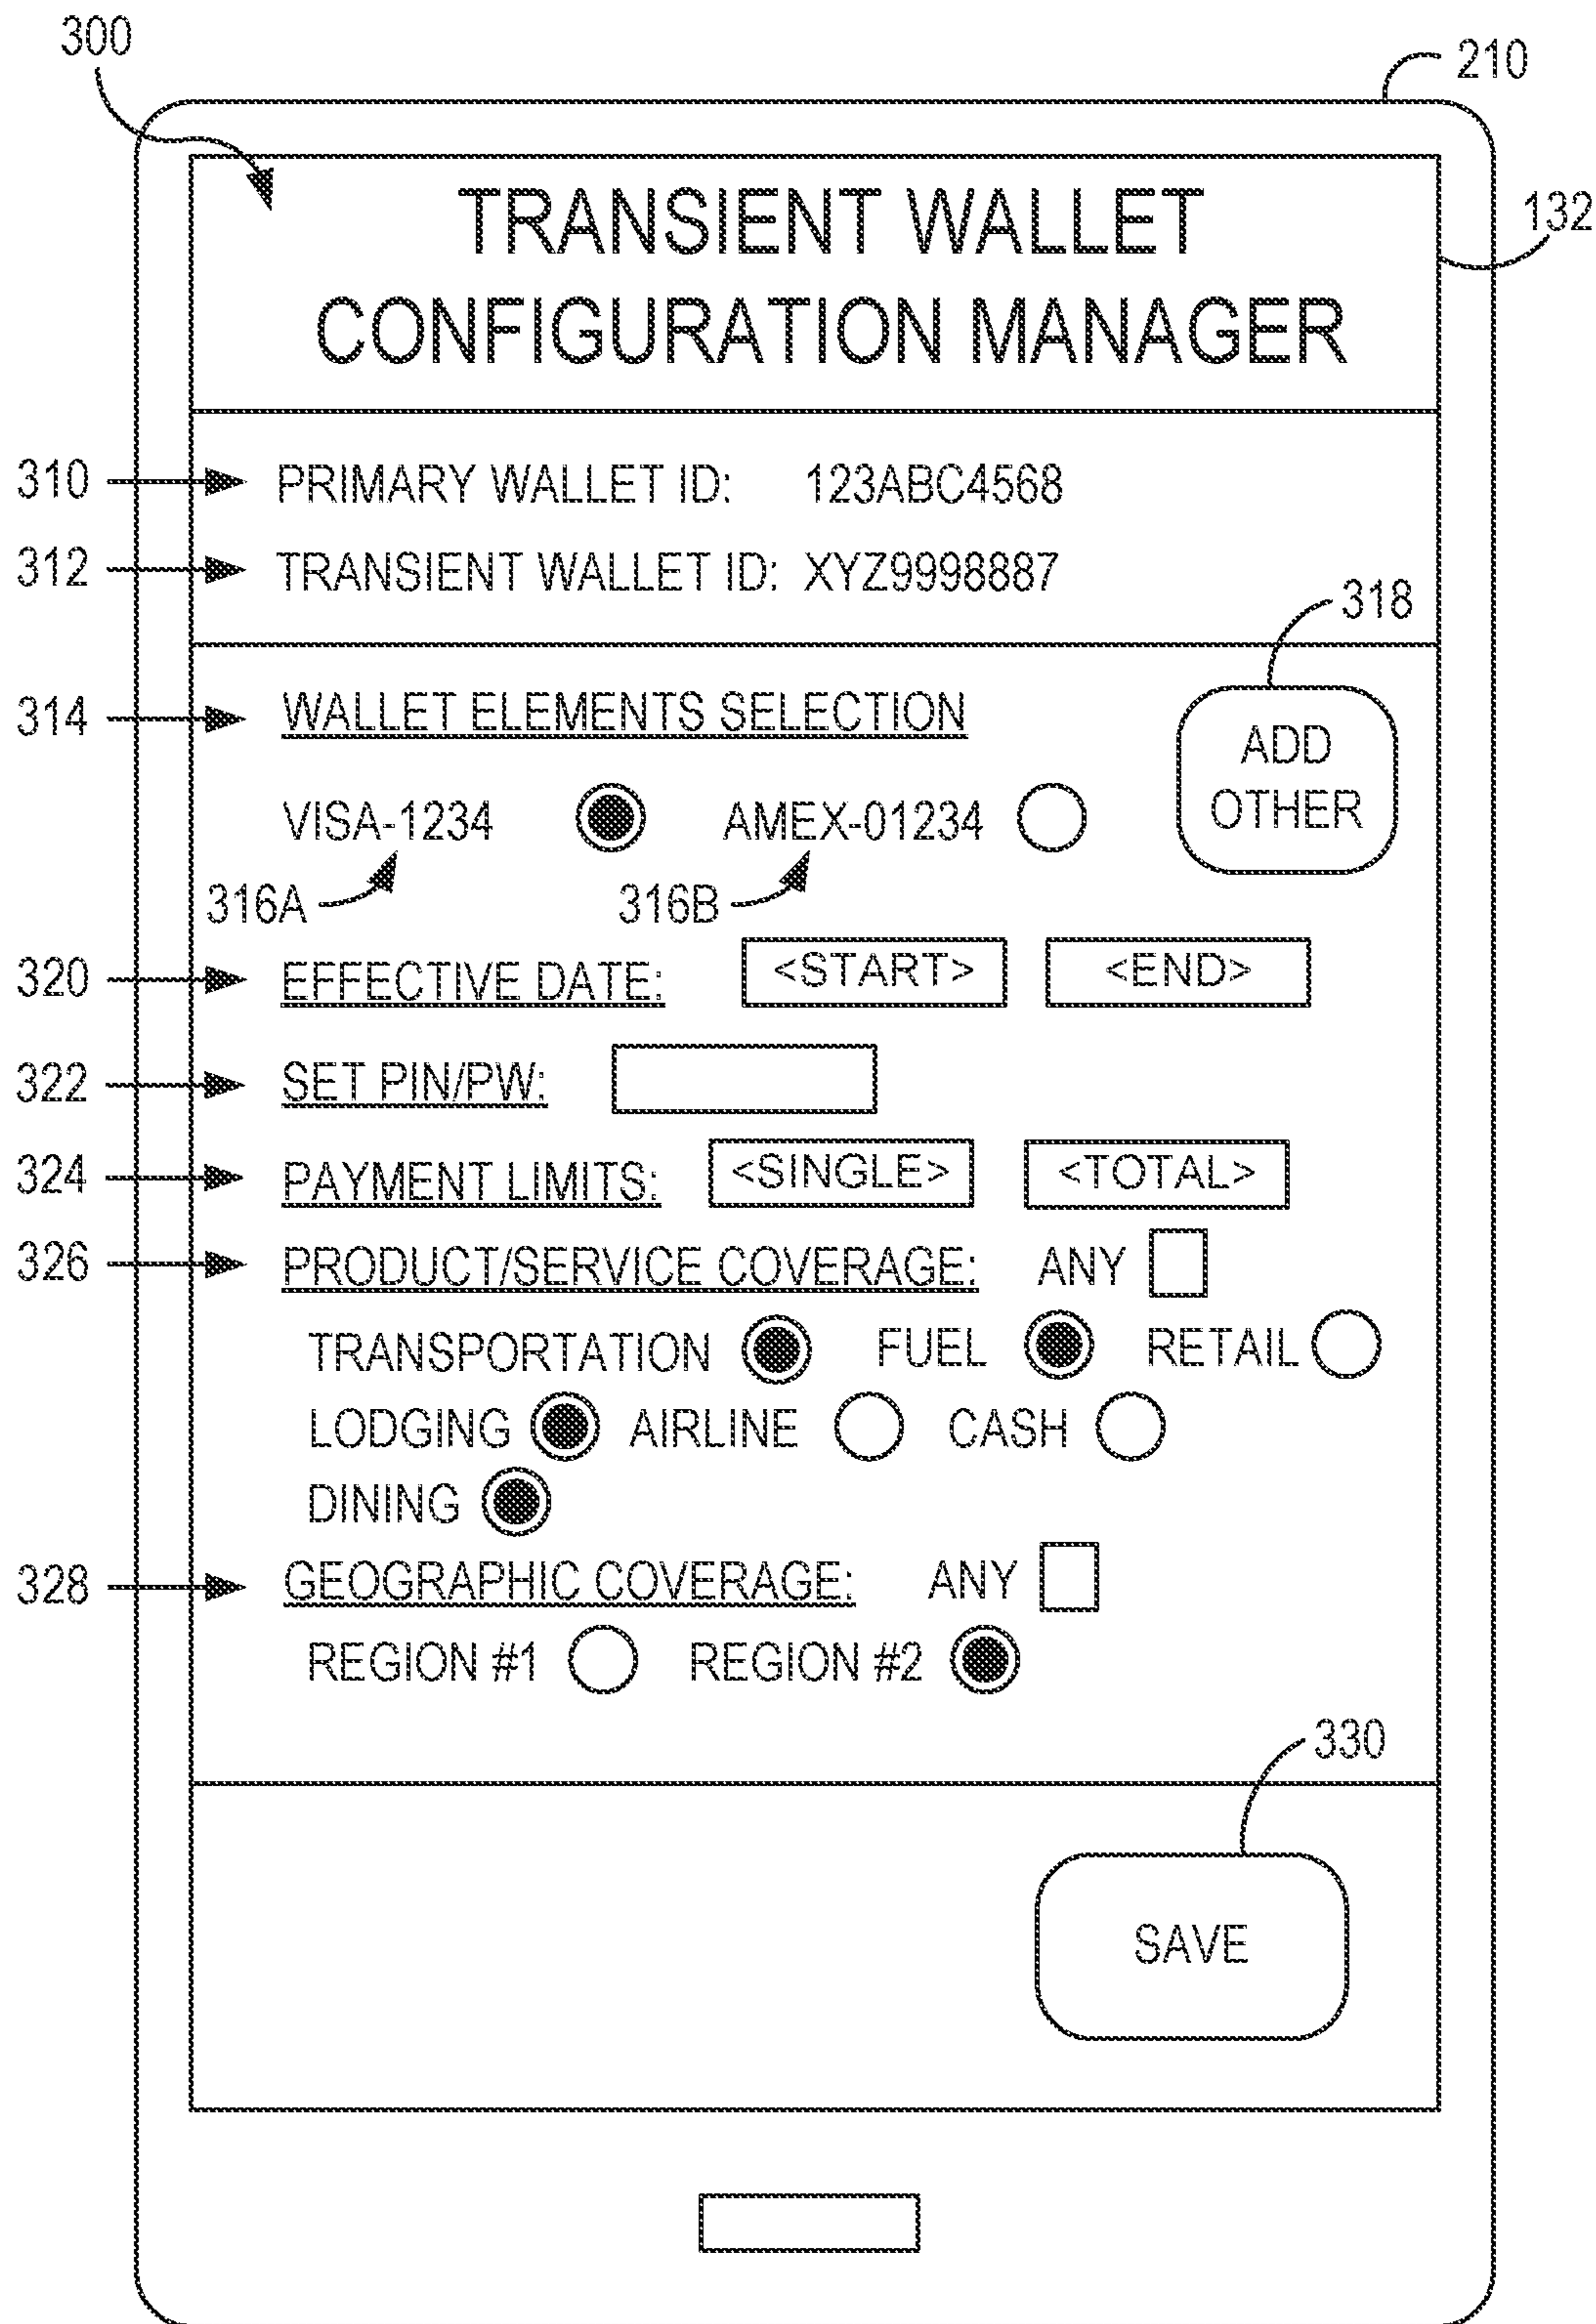 300
210
TRANSIENT WALLET
132
CONFIGURATION MANAGER
310 PRIMARY WALLET ID: 123ABC4568
312 TRANSIENT WALLET ID: XYZ9998887
318
314 WALLET ELEMENTS SELECTION
ADD
OTHER
VISA-1234 AMEX-01234
316A 316B
320 EFFECTIVE DATE: <START> <END>
322 SET PIN/PW:
324 PAYMENT LIMITS: <SINGLE> <TOTAL>
326 PRODUCT/SERVICE COVERAGE: ANY
TRANSPORTATION FUEL RETAIL
LODGING AIRLINE CASH
DINING
328 GEOGRAPHIC COVERAGE: ANY
REGION #1 REGION #2
330
SAVE